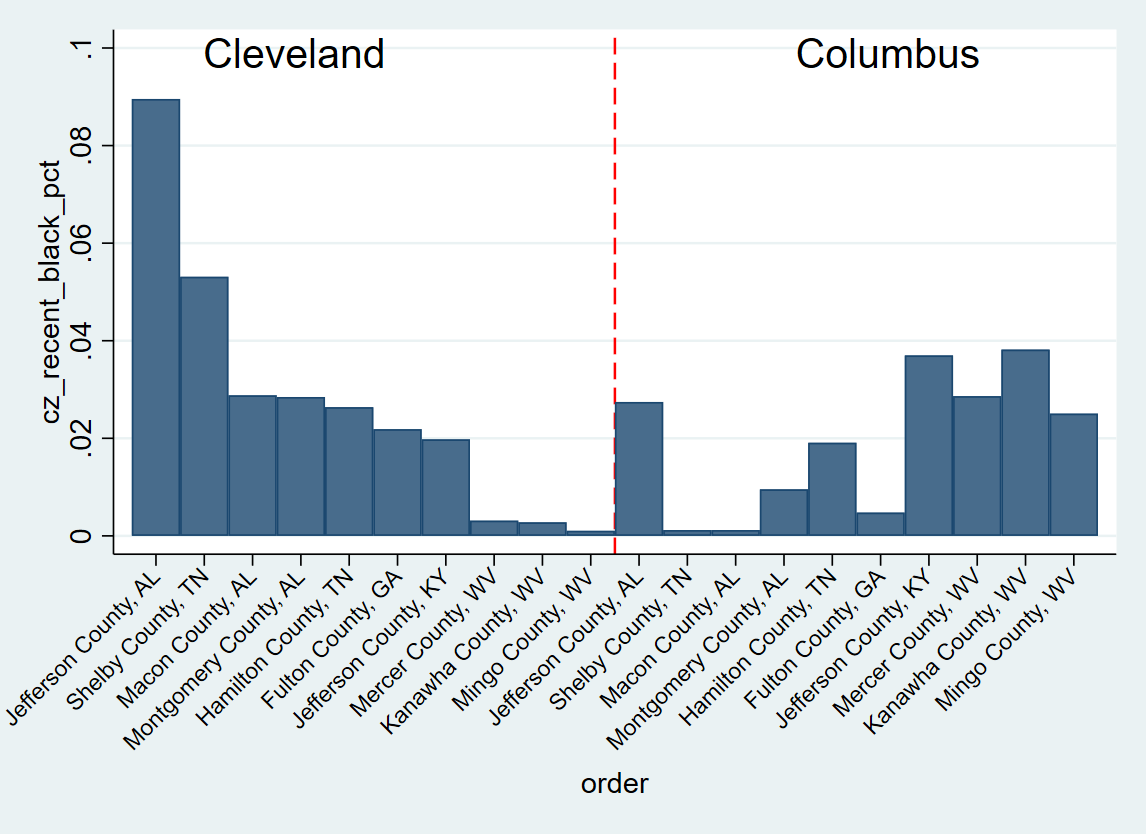 Cleveland
Columbus
cz_recent_black_pct
.1
.08
.06
.04
.02
0
Jefferson County, AL
Shelby County, TN
Macon County, AL
Montgomery County, AL
Hamilton County, TN
Fulton County, GA
Jefferson County, KY
Mercer County, WV
Kanawha County, WV
Mingo County, WV
Jefferson County, AL
Shelby County, TN
Macon County, AL
Montgomery County, AL
Hamilton County, TN
Fulton County, GA
Jefferson County, KY
Mercer County, WV
Kanawha County, WV
Mingo County, WV
order